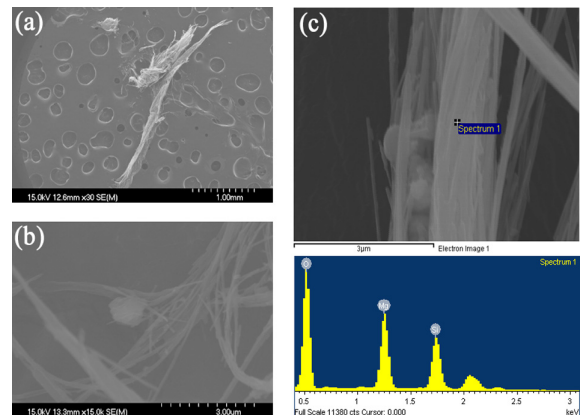 (a)
15.0kV 12.6mm x30 SE(M) 1.00mm
(b)
15.0kV 13.3mm x15.0k SE(M) 3.00um
(c)
Spectrum 1
3µm Electron Image 1
Spectrum 1
O
Mg
Si
0.5 1 1.5 2 2.5 3
Full Scale 11380 cts Cursor: 0.000 keV